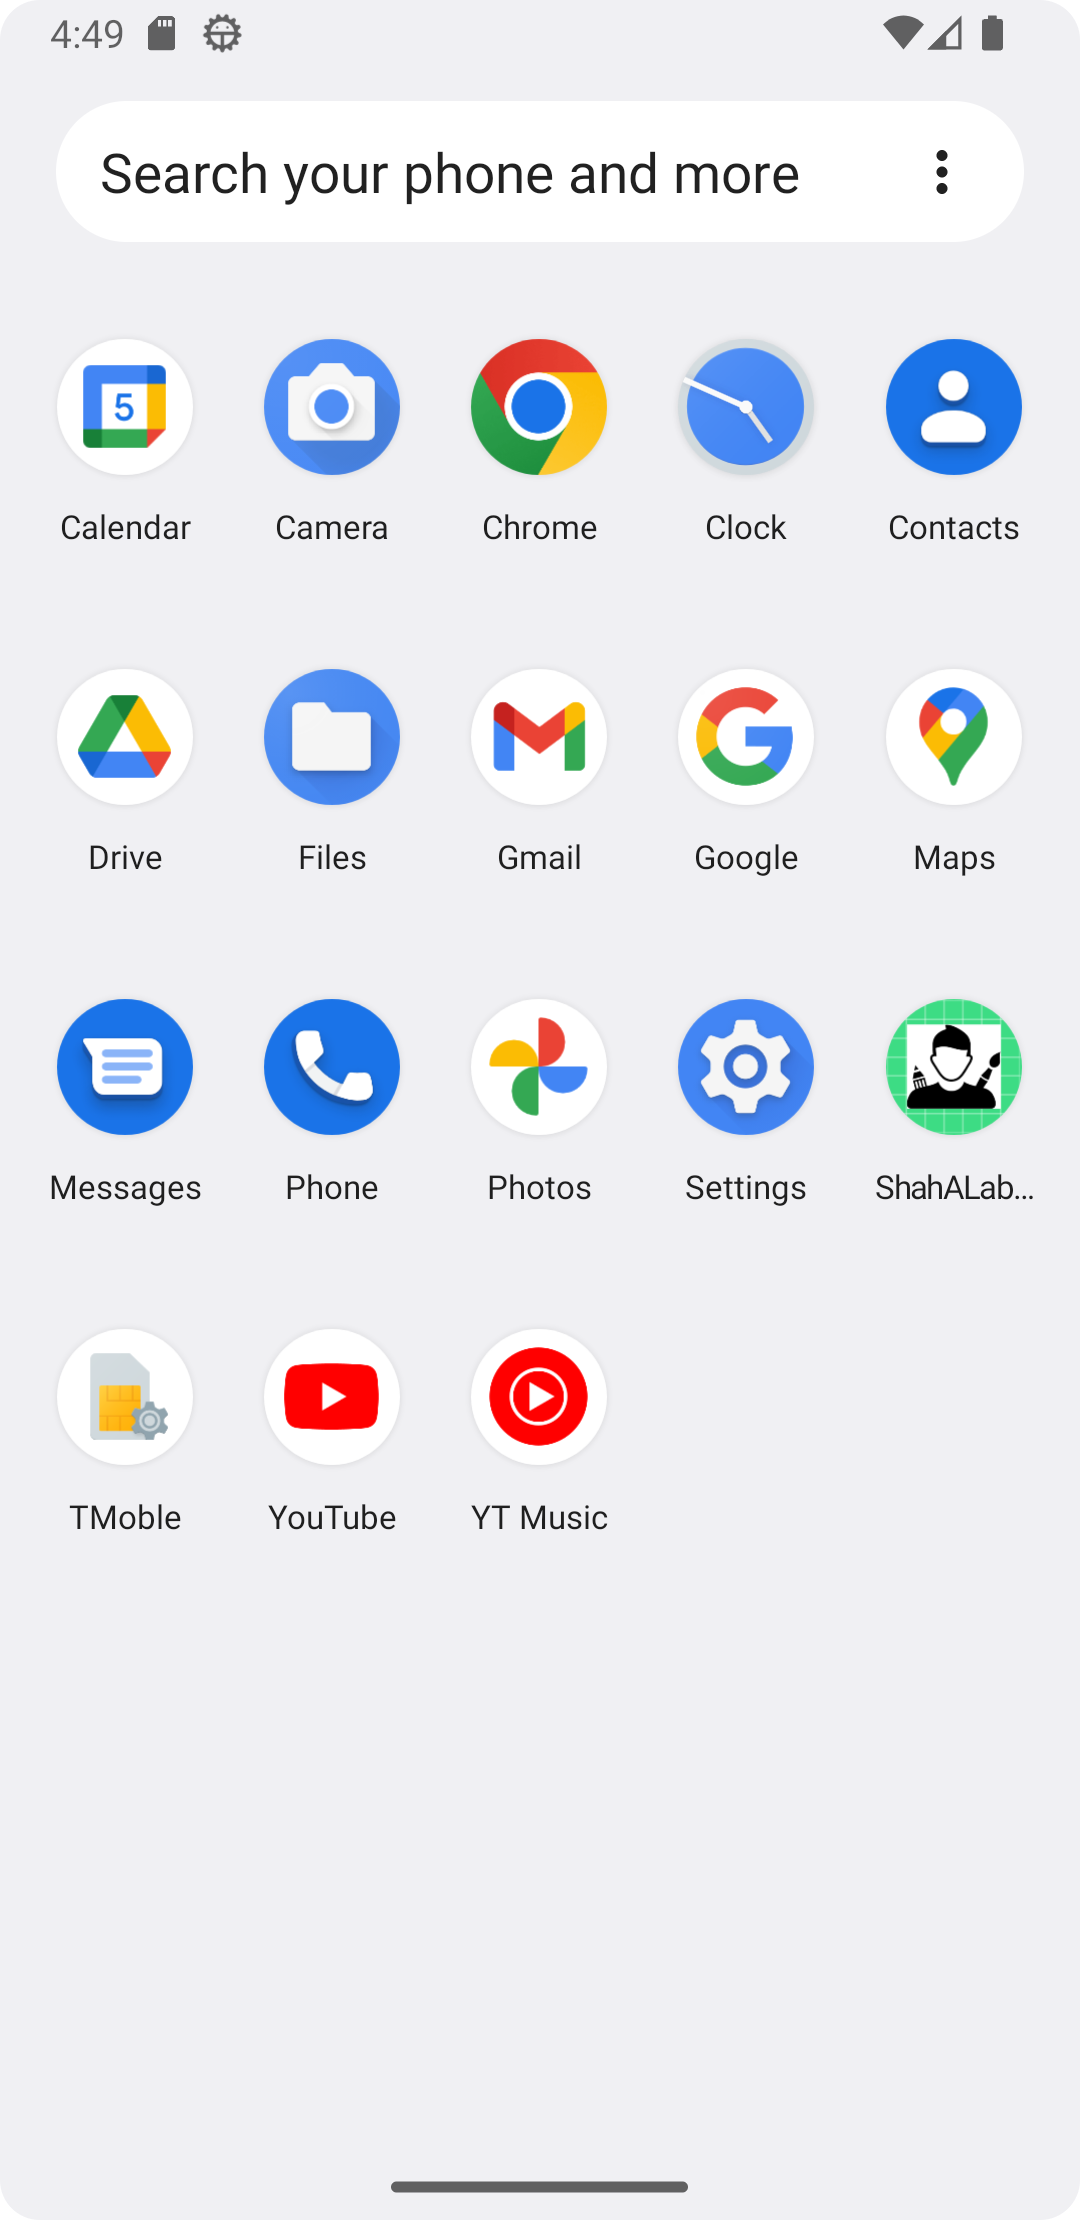 4:49
Search your phone and more
5
Calendar Camera Chrome Clock Contacts
Drive Files Gmail Google Maps
Messages Phone Photos Settings ShahALab...
TMoble YouTube YT Music